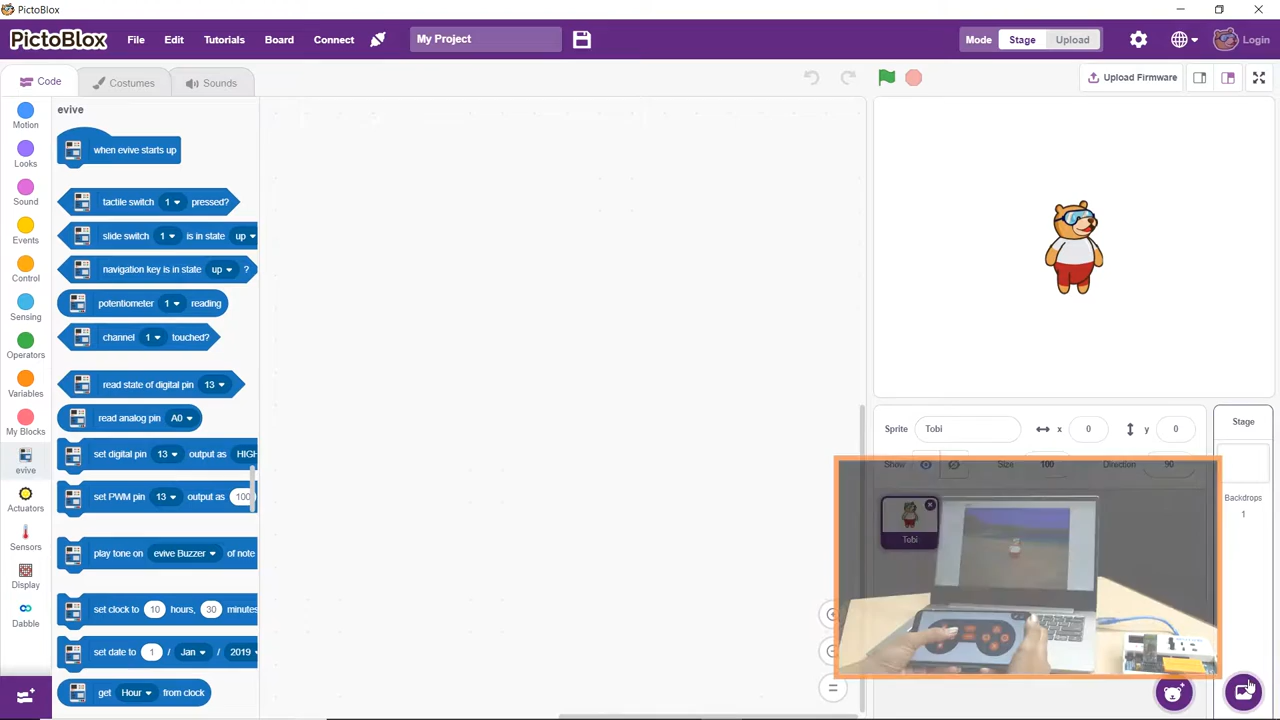 PictoBlox
PictoBlox File Edit Tutorials Board Connect My Project Mode Stage Upload Login
Code Costumes Sounds Upload Firmware
evive
Motion
when evive starts up
Looks
tactile switch 1 pressed?
Sound
slide switch 1 is in state up
Events
navigation key is in state up ?
Control
potentiometer 1 reading
Sensing
channel 1 touched?
Operators
read state of digital pin 13
Variables
read analog pin A0
My Blocks
set digital pin 13 output as HIGH
evive
set PWM pin 13 output as 100
Actuators
play tone on evive Buzzer of note
Sensors
Display
set clock to 10 hours, 30 minutes
Dabble
set date to 1 / Jan / 2019
get Hour from clock
Sprite Tobi x 0 y 0
Show Size 100 Direction 90
Tobi
Stage
Backdrops
1